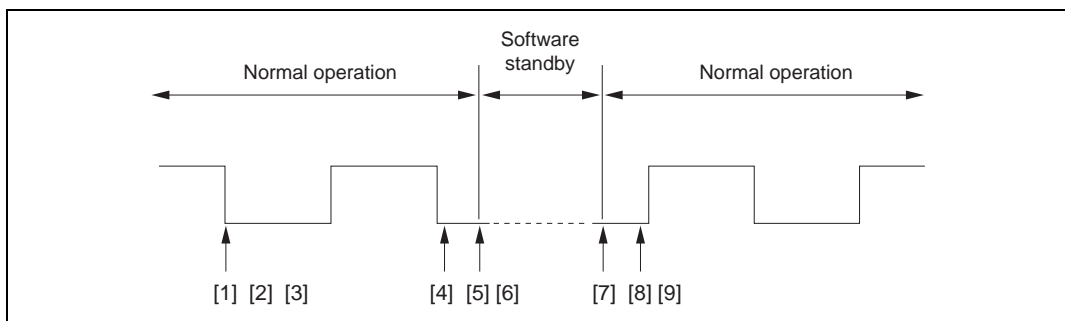 Software
standby
Normal operation
Normal operation
[1] [2] [3] [4] [5] [6] [7] [8] [9]